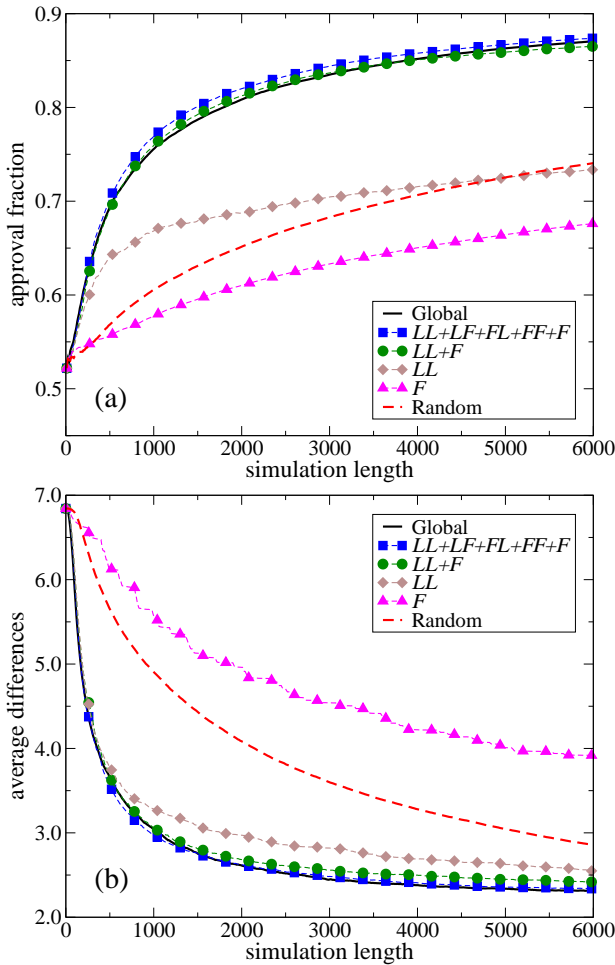 0.9
0.8
0.7
0.6
0.5
approval fraction
Global
LL+LF+FL+FF+F
LL+F
LL
F
Random
(a)
0 1000 2000 3000 4000 5000 6000
simulation length
7.0
6.0
5.0
4.0
3.0
2.0
average differences
Global
LL+LF+FL+FF+F
LL+F
LL
F
Random
(b)
0 1000 2000 3000 4000 5000 6000
simulation length